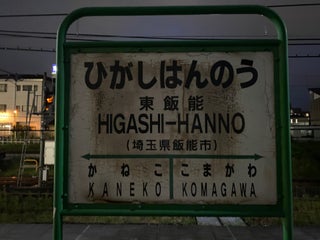 ひがしはんのう
東飯能
HIGASHI-HANNO
(埼玉県飯能市)
かねこ こまがわ
KANEKO KOMAGAWA